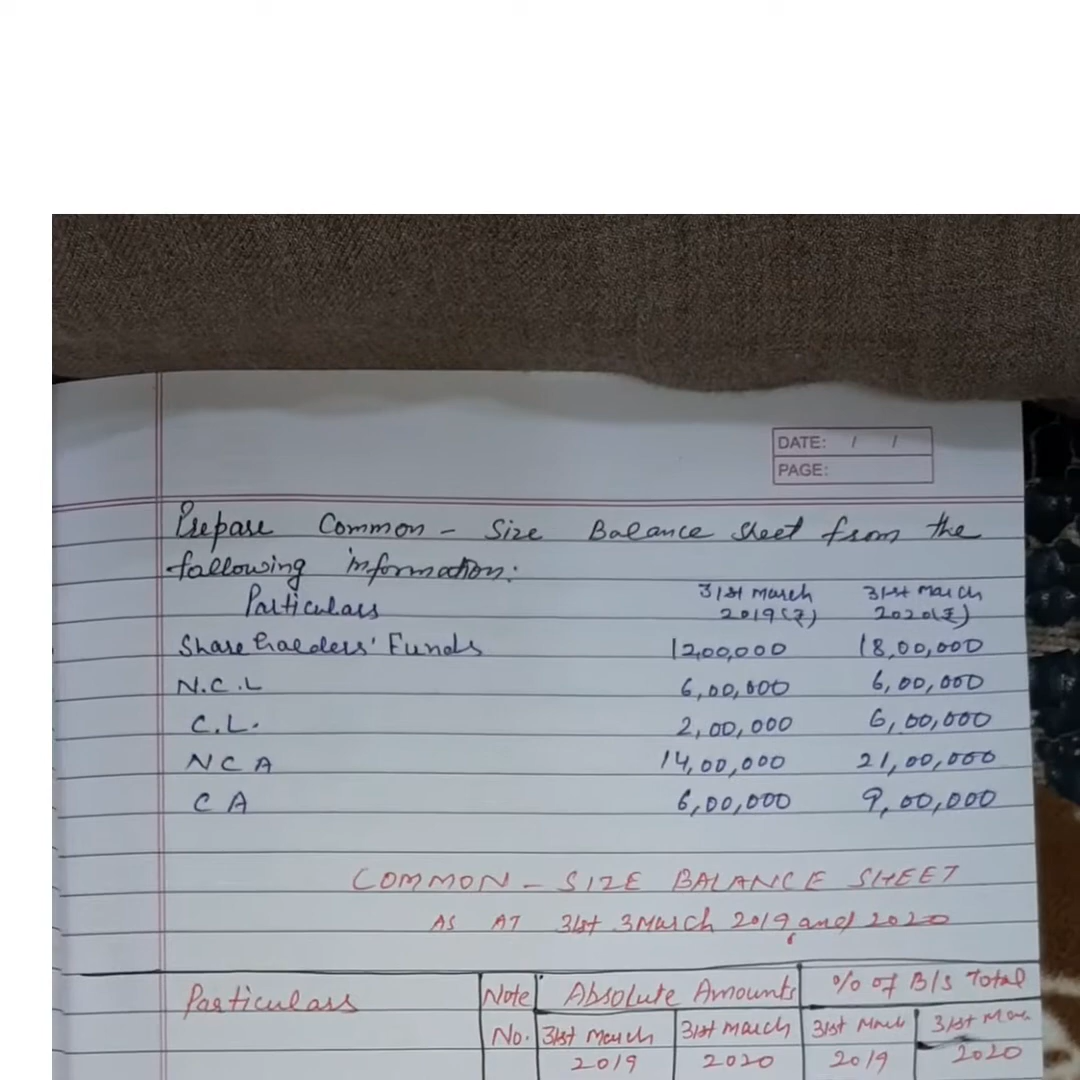 DATE: / /
PAGE:
Prepare Common - Size Balance sheet from the
following information:
Particulars 31st March 2019(₹) 31st March 2020(₹)
Shareholders' Funds 12,00,000 18,00,000
N.C.L 6,00,000 6,00,000
C.L. 2,00,000 6,00,000
NCA 14,00,000 21,00,000
CA 6,00,000 9,00,000
COMMON - SIZE BALANCE SHEET
AS AT 31st 3March 2019 and 2020
Particulars Note No. Absolute Amounts % of B/S Total
31st March 2019 31st March 2020 31st March 2019 31st Mar. 2020